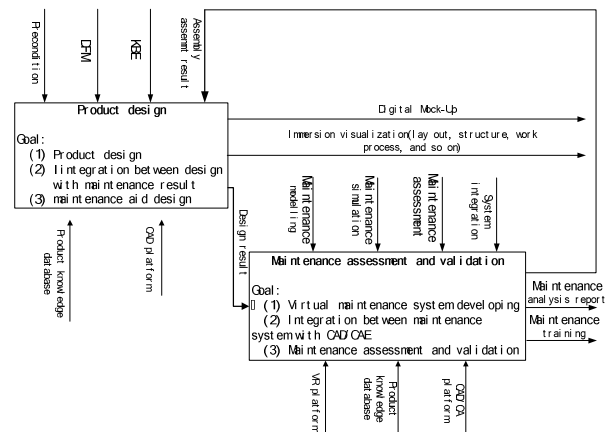 Precondition
DFM
KBE
Assembly
assemnt result
Product design
Goal:
(1) Product design
(2) Iintegration between design
with maintenance result
(3) maintenance aid design
Product knowledge
database
CAD platform
Digital Mock-Up
Immersion visualization(lay out, structure, work
process, and so on)
Design result
Maintenance
modelling
Maintenance
simulation
Maintenance
assessment
System
integration
Maintenance assessment and validation
Goal:
(1) Virtual maintenance system developing
(2) Integration between maintenance
system with CAD/CAE
(3) Maintenance assessment and validation
Maintenance
analysis report
Maintenance
training
VR platform
Product
knowledge
database
CAD/CA
platform